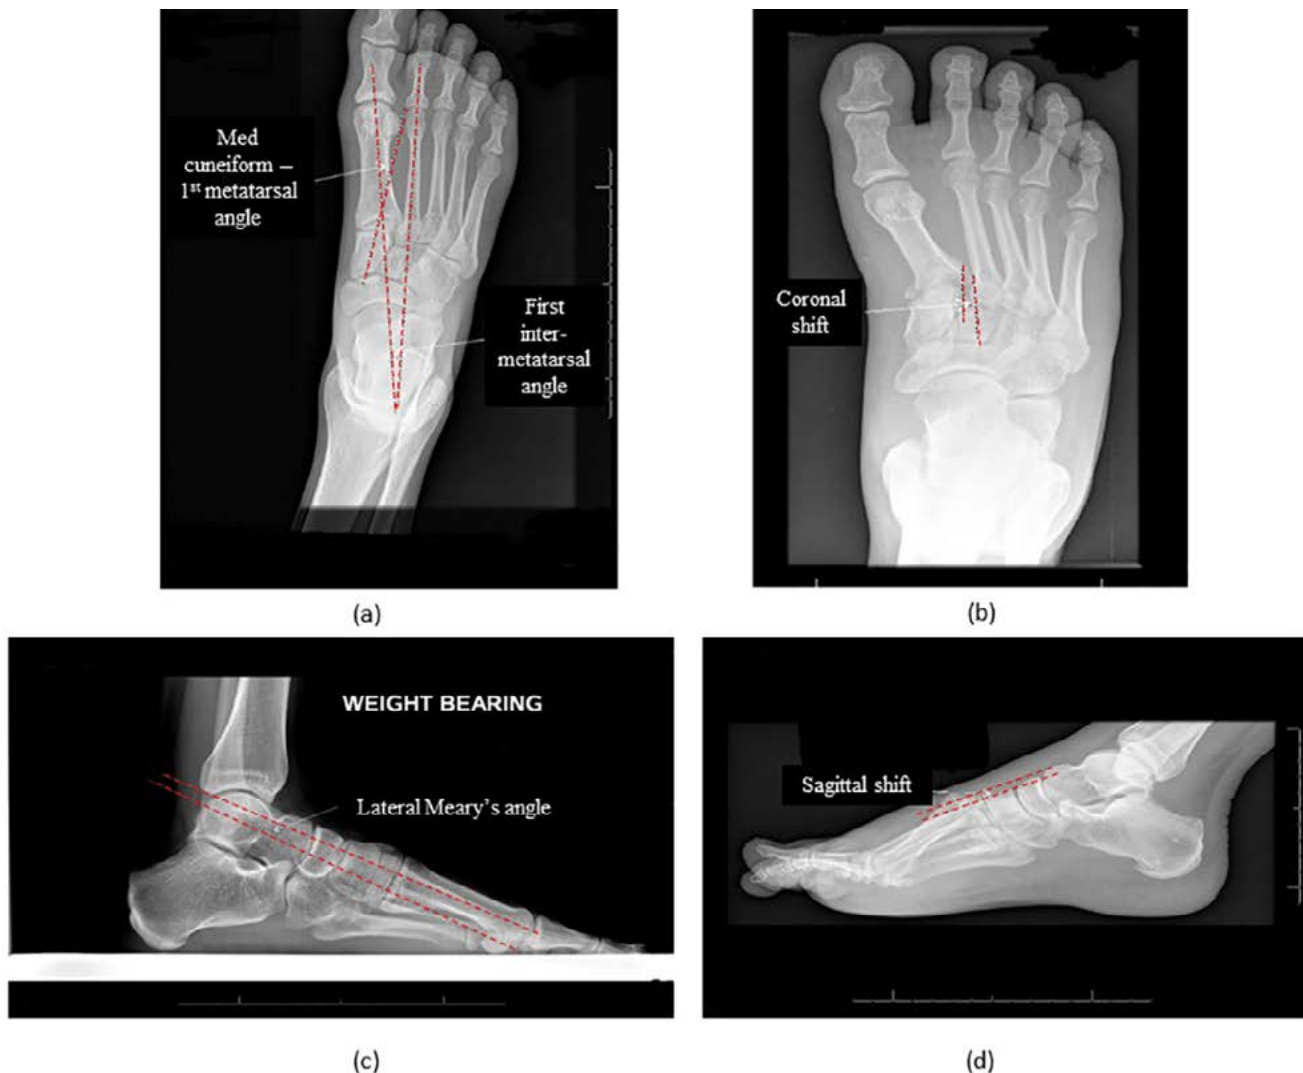 Med
cuneiform –
1st metatarsal
angle
First
inter-
metatarsal
angle
(a)
Coronal
shift
(b)
WEIGHT BEARING
Lateral Meary's angle
(c)
Sagittal shift
(d)